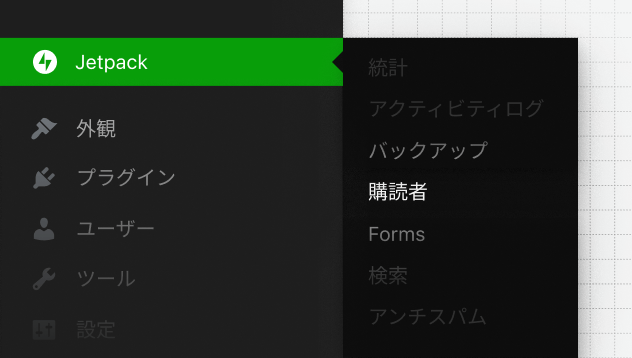 Jetpack
外観
プラグイン
ユーザー
ツール
設定
統計
アクティビティログ
バックアップ
購読者
Forms
検索
アンチスパム